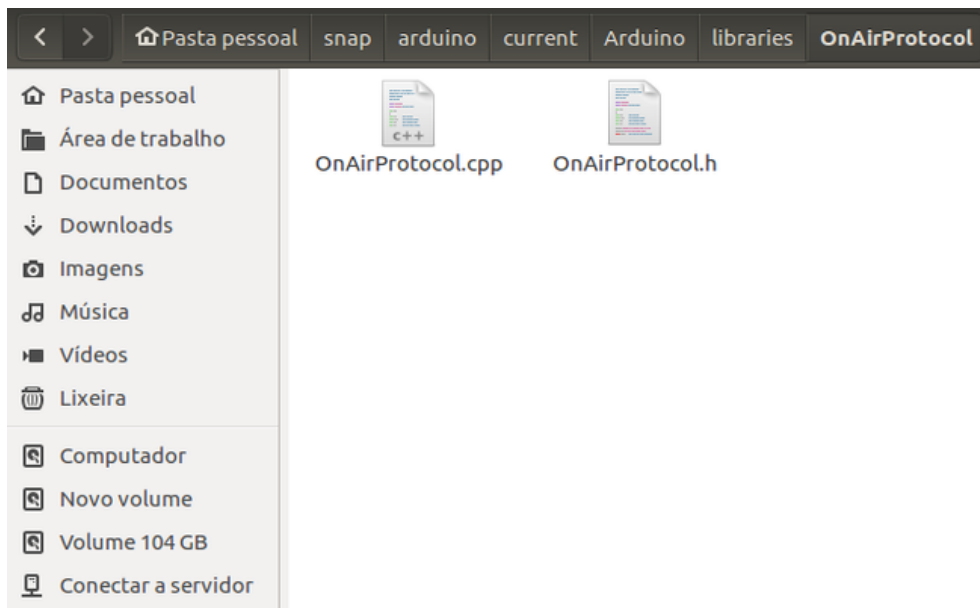 Pasta pessoal snap arduino current Arduino libraries OnAirProtocol
Pasta pessoal
Área de trabalho
Documentos
Downloads
Imagens
Música
Vídeos
Lixeira
Computador
Novo volume
Volume 104 GB
Conectar a servidor
C++
OnAirProtocol.cpp OnAirProtocol.h